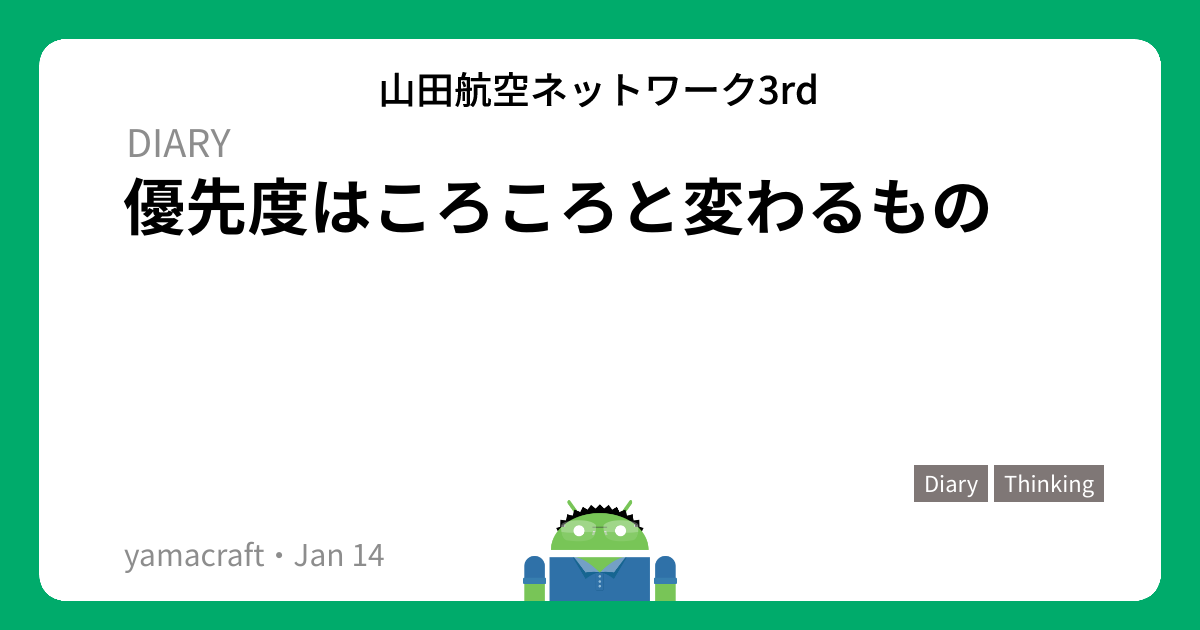 山田航空ネットワーク3rd
DIARY
優先度はころころと変わるもの
Diary
Thinking
yamacraft・Jan 14